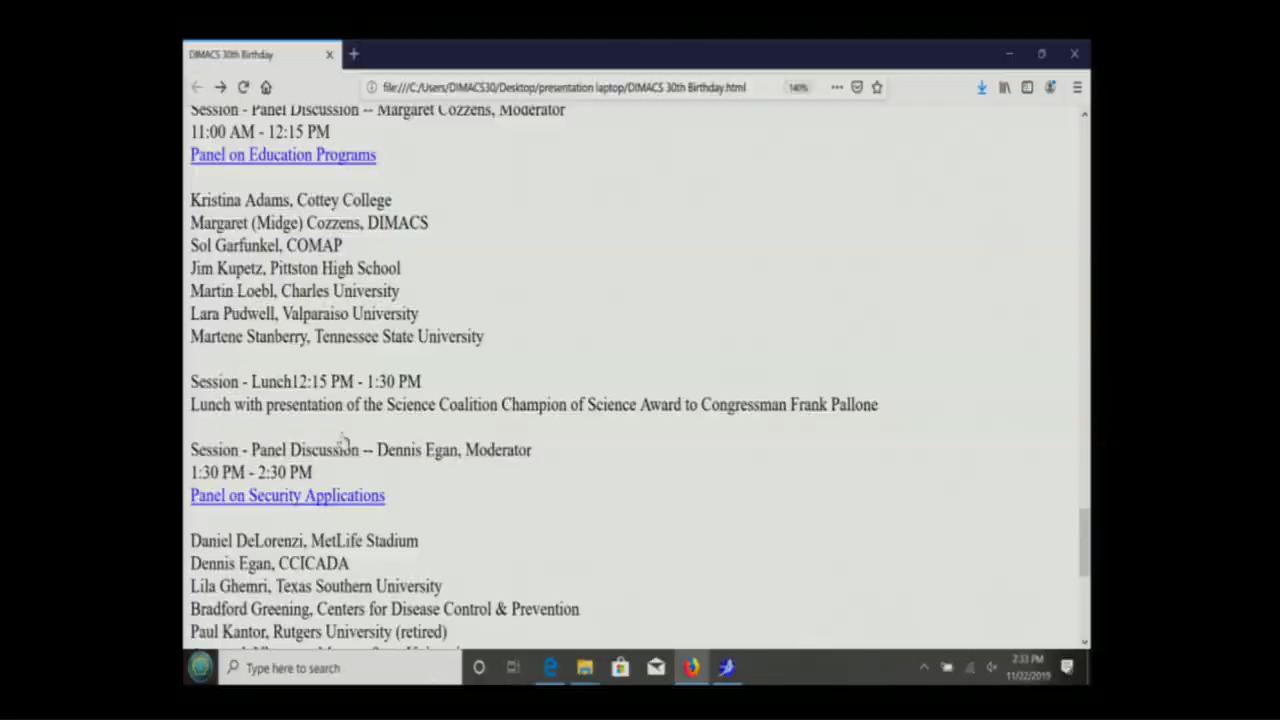 DIMACS 30th Birthday
file:///C:/Users/DIMACS30/Desktop/presentation laptop/DIMACS 30th Birthday.html
140%
Session - Panel Discussion -- Margaret Cozzens, Moderator
11:00 AM - 12:15 PM
Panel on Education Programs
Kristina Adams, Cottey College
Margaret (Midge) Cozzens, DIMACS
Sol Garfunkel, COMAP
Jim Kupetz, Pittston High School
Martin Loebl, Charles University
Lara Pudwell, Valparaiso University
Martene Stanberry, Tennessee State University
Session - Lunch12:15 PM - 1:30 PM
Lunch with presentation of the Science Coalition Champion of Science Award to Congressman Frank Pallone
Session - Panel Discussion -- Dennis Egan, Moderator
1:30 PM - 2:30 PM
Panel on Security Applications
Daniel DeLorenzi, MetLife Stadium
Dennis Egan, CCICADA
Lila Ghemri, Texas Southern University
Bradford Greening, Centers for Disease Control & Prevention
Paul Kantor, Rutgers University (retired)
Type here to search
2:33 PM
11/22/2019